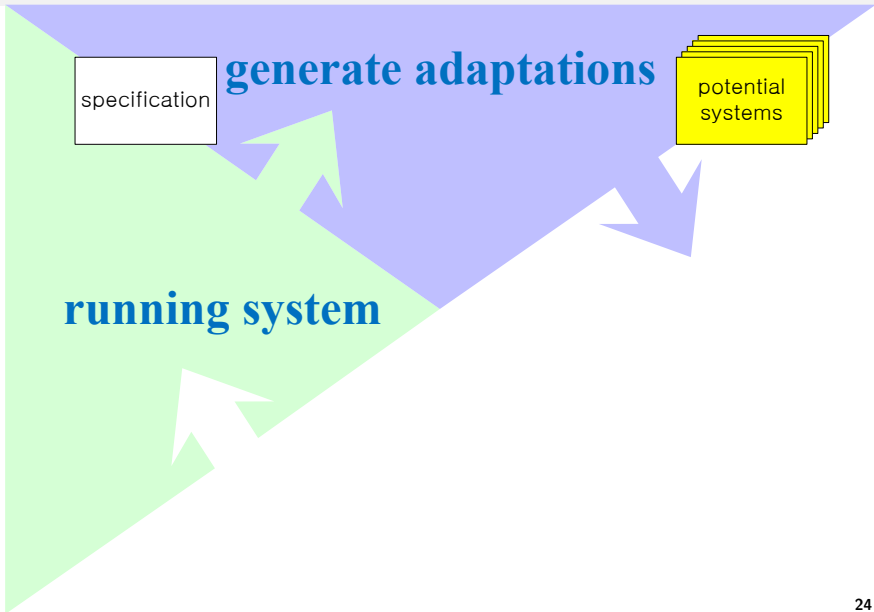 generate adaptations
specification
potential
systems
running system
24